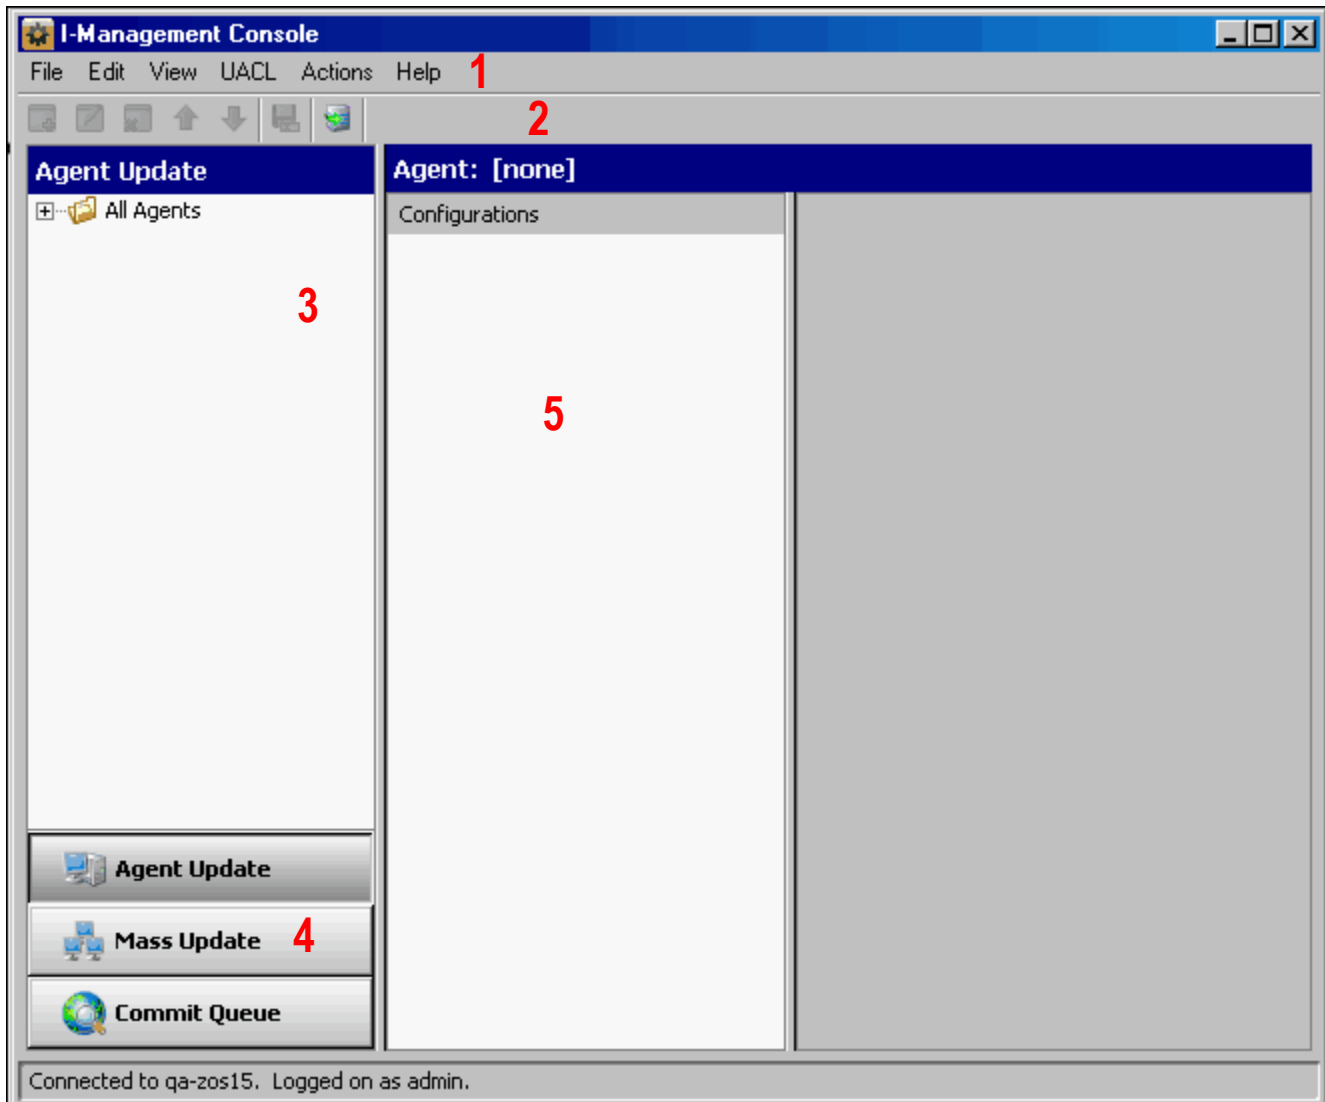 I-Management Console
File Edit View UACL Actions Help 1
2
Agent Update
Agent: [none]
All Agents
Configurations
3
5
Agent Update
Mass Update 4
Commit Queue
Connected to qa-zos15. Logged on as admin.